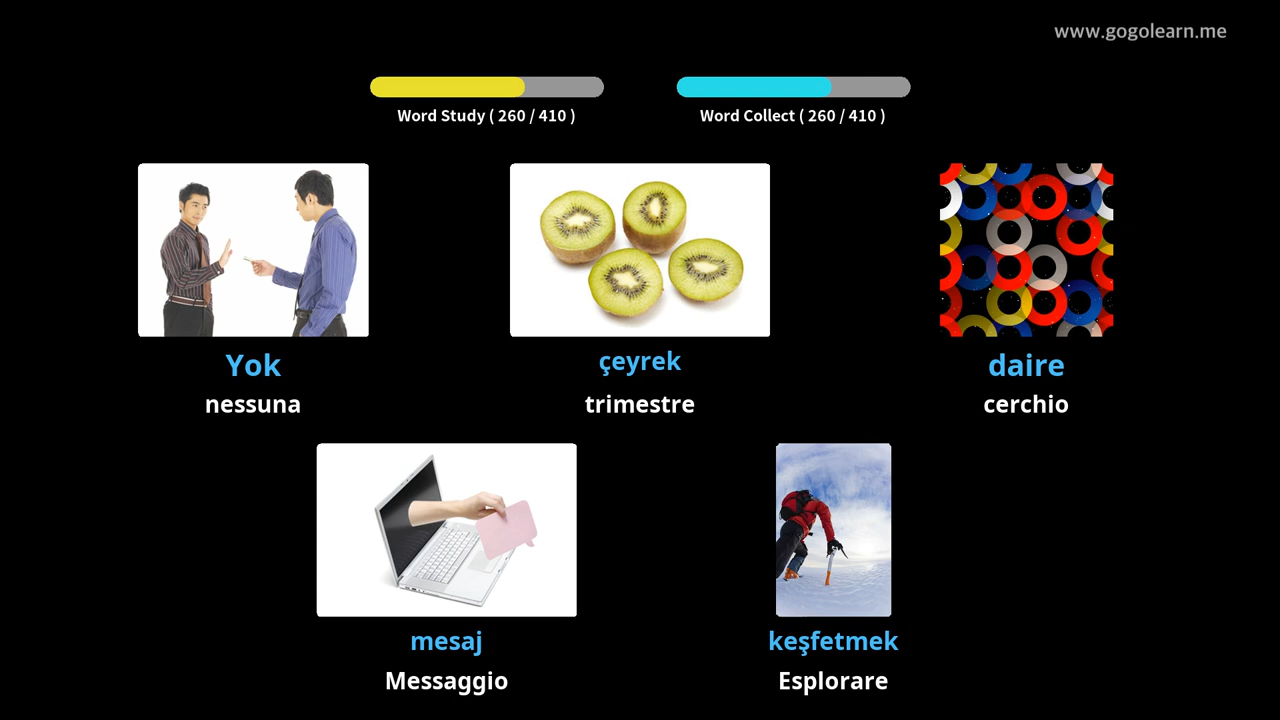 www.gogolearn.me
Word Study ( 260 / 410 )
Word Collect ( 260 / 410 )
Yok
nessuna
çeyrek
trimestre
daire
cerchio
mesaj
Messaggio
keşfetmek
Esplorare